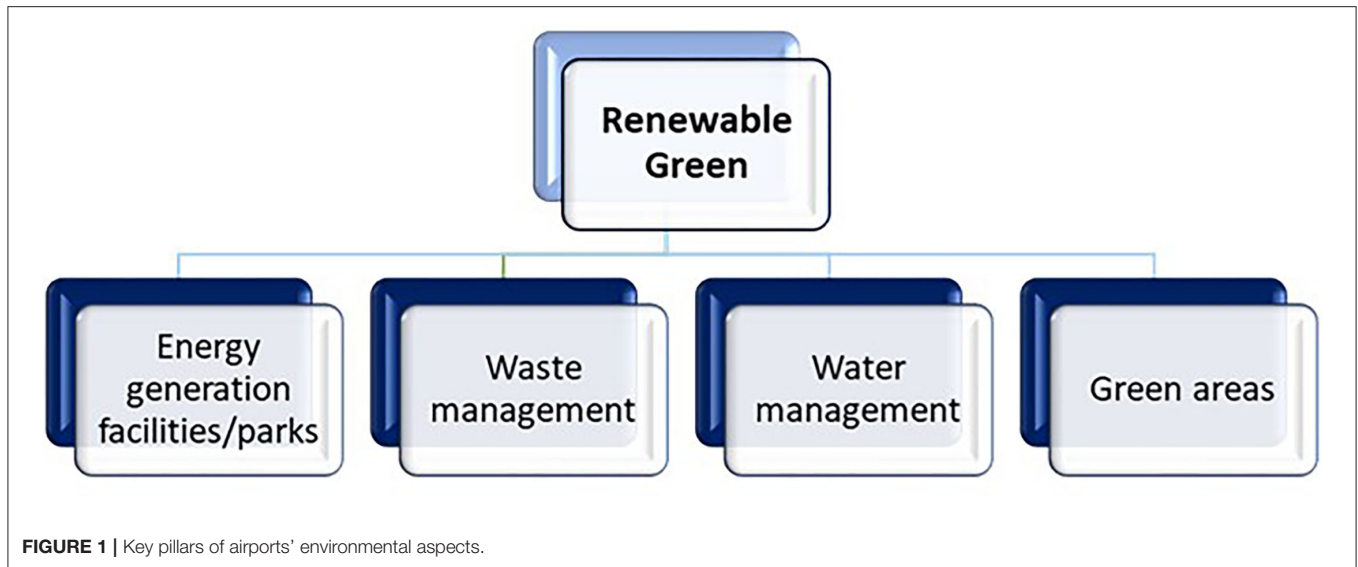 Renewable
Green
Energy
generation
facilities/parks
Waste
management
Water
management
Green areas
FIGURE 1 | Key pillars of airports’ environmental aspects.